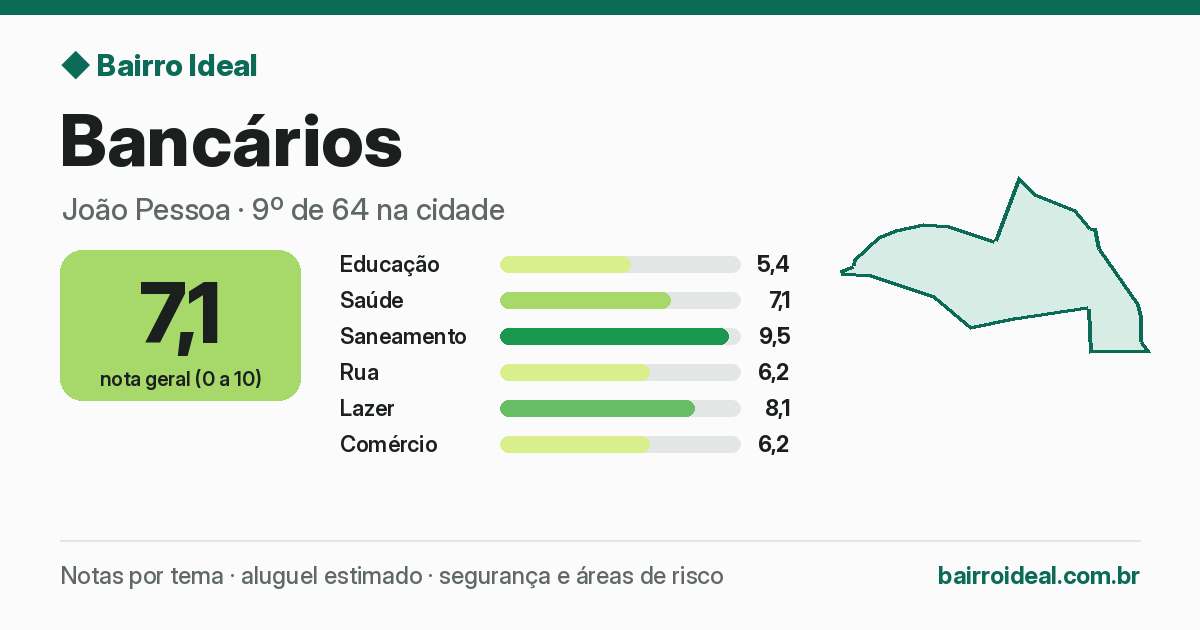 Bairro Ideal
Bancários
João Pessoa · 9º de 64 na cidade
7,1
nota geral (0 a 10)
Educação 5,4
Saúde 7,1
Saneamento 9,5
Rua 6,2
Lazer 8,1
Comércio 6,2
Notas por tema · aluguel estimado · segurança e áreas de risco
bairroideal.com.br